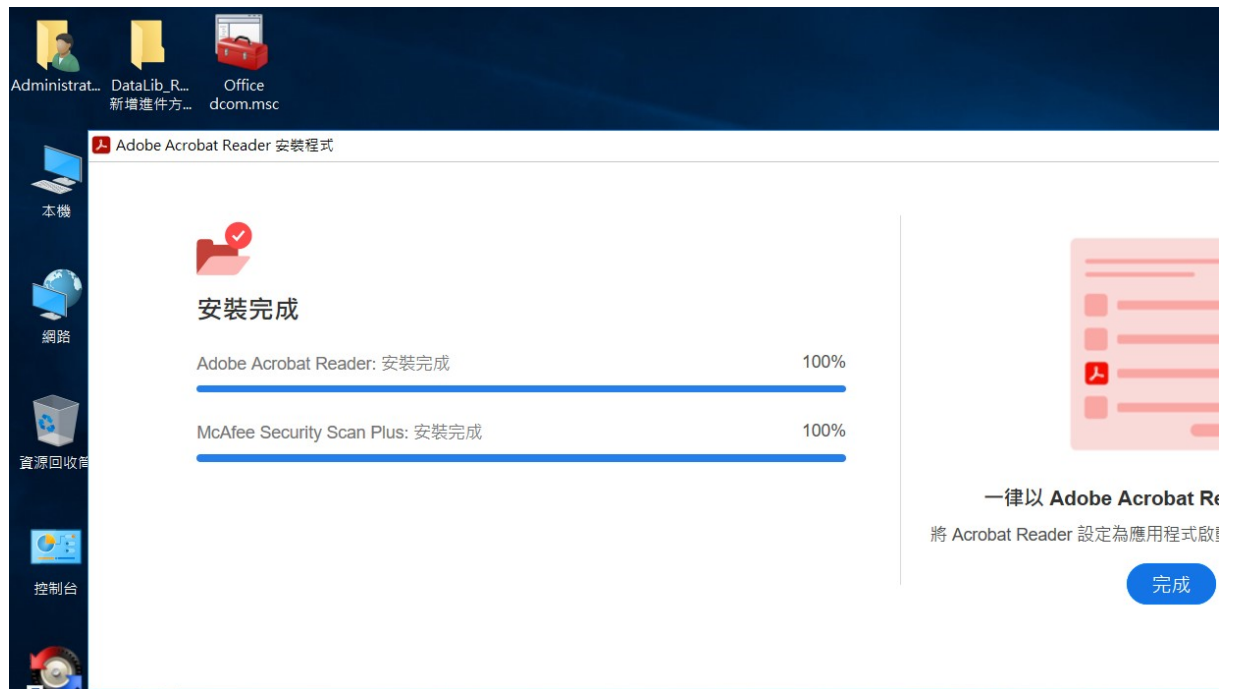 Administrat...
DataLib_R...
新增進件方...
Office
dcom.msc
Adobe Acrobat Reader 安裝程式
本機
網路
資源回收筒
控制台
安裝完成
Adobe Acrobat Reader: 安裝完成 100%
McAfee Security Scan Plus: 安裝完成 100%
一律以 Adobe Acrobat Re
將 Acrobat Reader 設定為應用程式啟動
完成